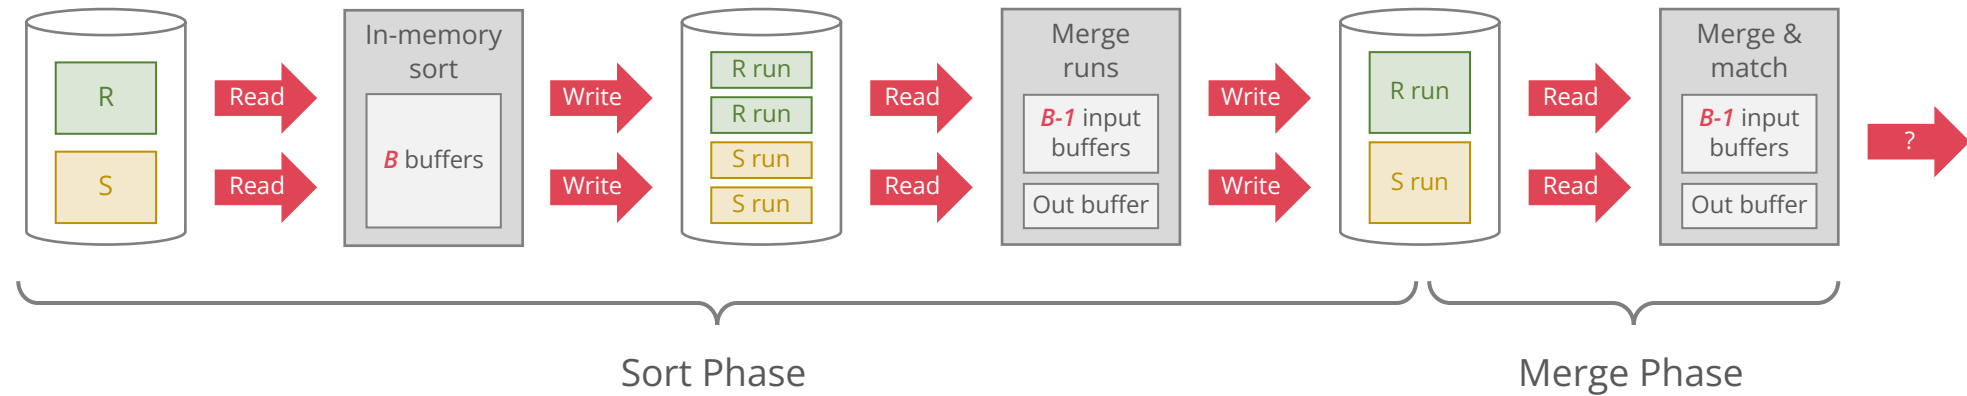 R
S
Read
Read
In-memory
sort
B buffers
Write
Write
R run
R run
S run
S run
Read
Read
Merge
runs
B-1 input
buffers
Out buffer
Write
Write
R run
S run
Read
Read
Merge &
match
B-1 input
buffers
Out buffer
?
Sort Phase
Merge Phase